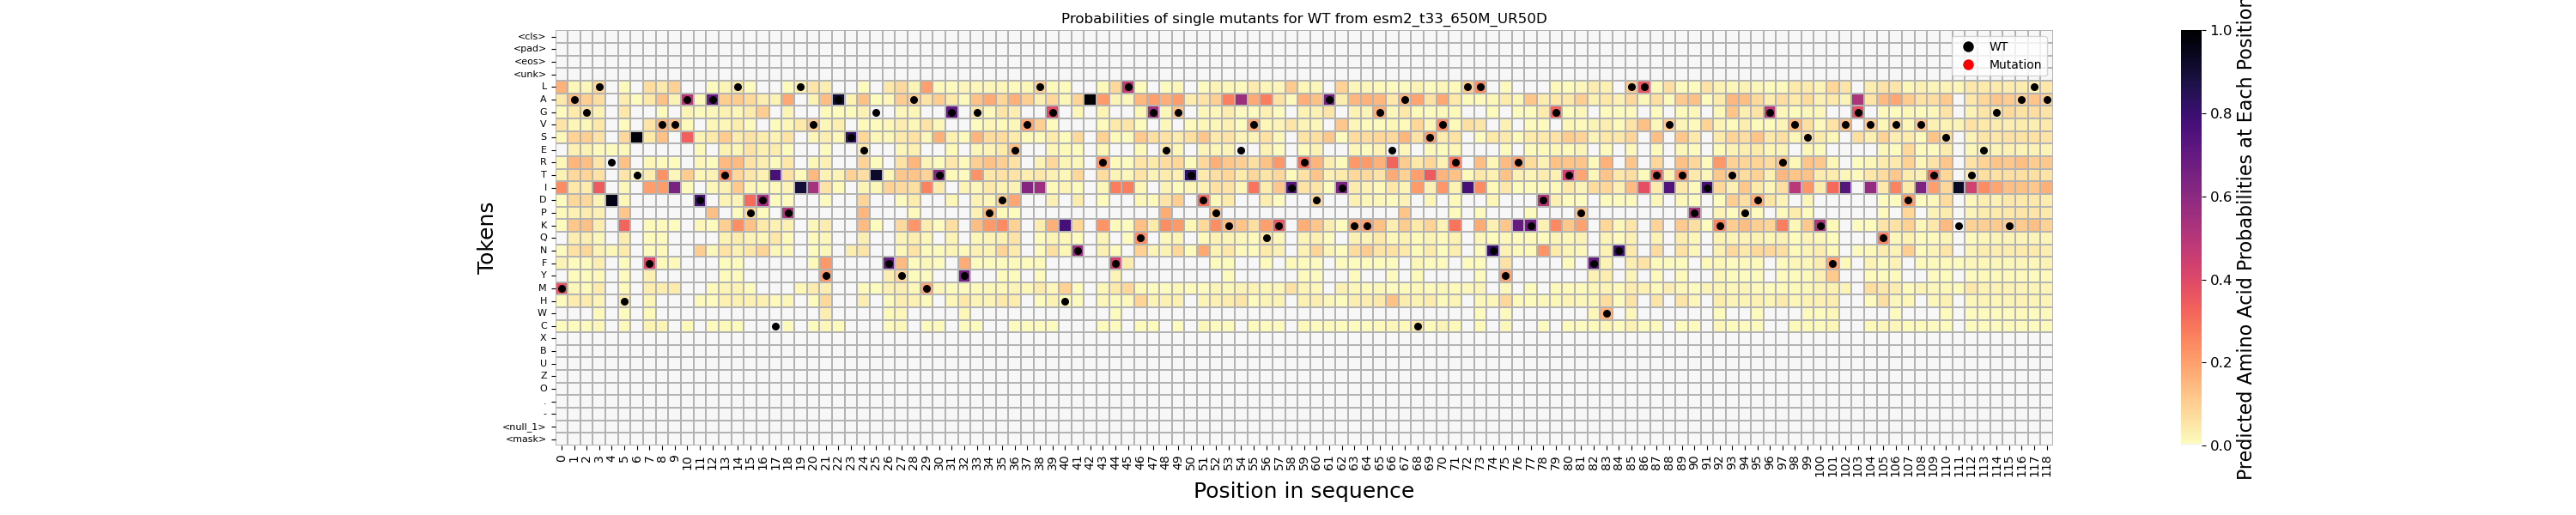 Probabilities of single mutants for WT from esm2_t33_650M_UR50D
<cls>
<pad>
<eos>
<unk>
L
A
G
V
S
E
R
T
I
D
P
K
Q
N
F
Y
M
H
W
C
X
B
U
Z
O
.
-
<null_1>
<mask>
Tokens
0 1 2 3 4 5 6 7 8 9 10 11 12 13 14 15 16 17 18 19 20 21 22 23 24 25 26 27 28 29 30 31 32 33 34 35 36 37 38 39 40 41 42 43 44 45 46 47 48 49 50 51 52 53 54 55 56 57 58 59 60 61 62 63 64 65 66 67 68 69 70 71 72 73 74 75 76 77 78 79 80 81 82 83 84 85 86 87 88 89 90 91 92 93 94 95 96 97 98 99 100 101 102 103 104 105 106 107 108 109 110 111 112 113 114 115 116 117 118
Position in sequence
WT
Mutation
1.0
0.8
0.6
0.4
0.2
0.0
Predicted Amino Acid Probabilities at Each Position